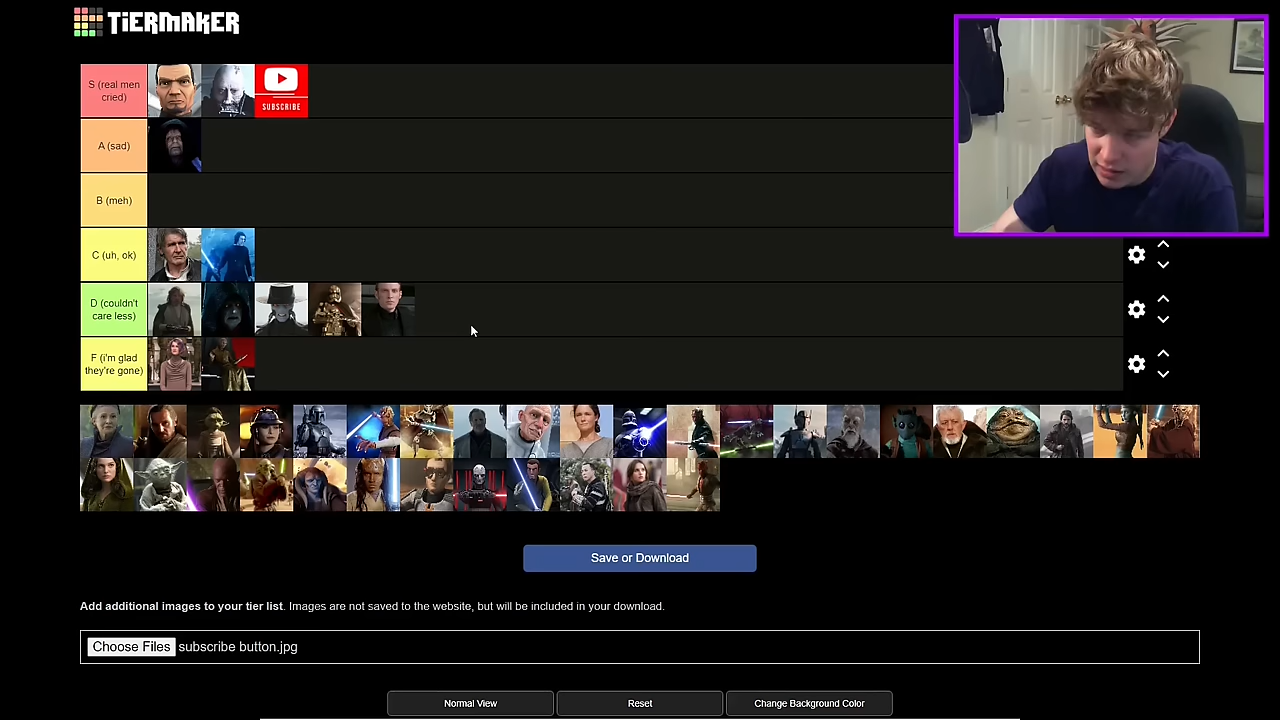 TiERMAKER
S (real men
cried)
SUBSCRIBE
A (sad)
B (meh)
C (uh, ok)
D (couldn't
care less)
F (i'm glad
they're gone)
Save or Download
Add additional images to your tier list. Images are not saved to the website, but will be included in your download.
Choose Files subscribe button.jpg
Normal View
Reset
Change Background Color